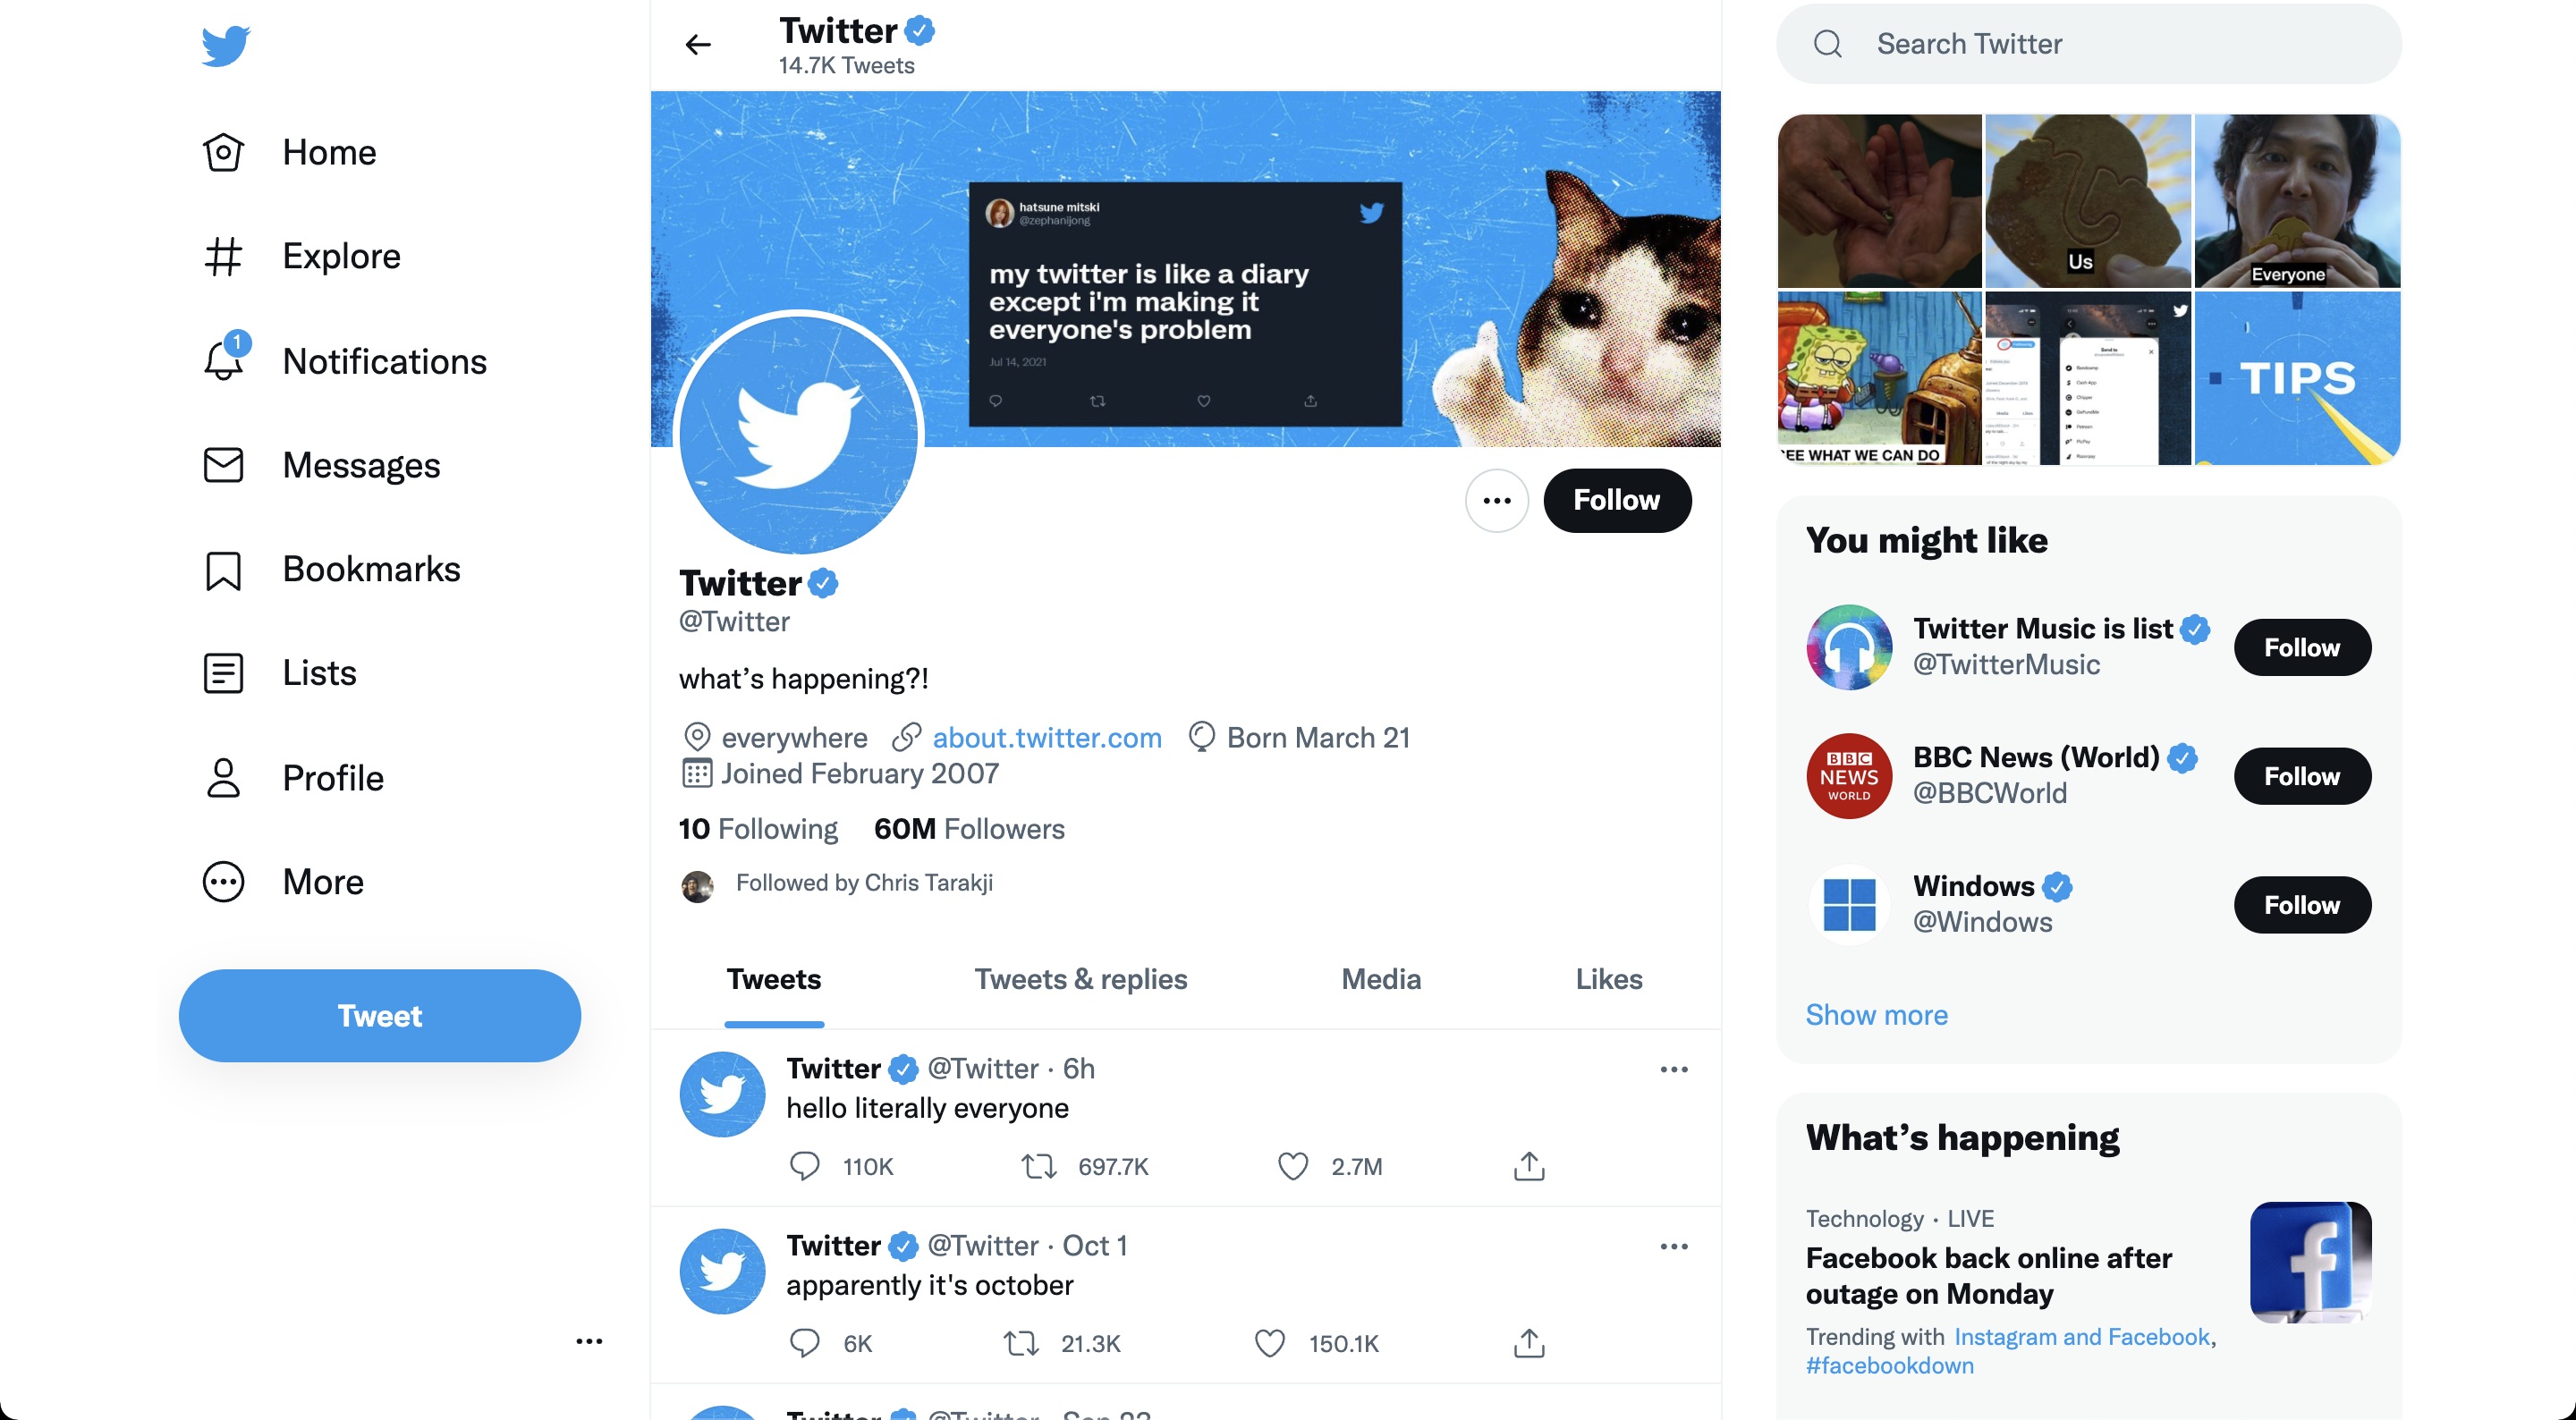 Home
Explore
1
Notifications
Messages
Bookmarks
Lists
Profile
More
Tweet
Twitter
14.7K Tweets
hatsune mitski
@zephanijong
my twitter is like a diary
except i'm making it
everyone's problem
Jul 14, 2021
Follow
Twitter
@Twitter
what’s happening?!
everywhere about.twitter.com Born March 21
Joined February 2007
10 Following 60M Followers
Followed by Chris Tarakji
Tweets Tweets & replies Media Likes
Twitter @Twitter · 6h
hello literally everyone
110K 697.7K 2.7M
Twitter @Twitter · Oct 1
apparently it's october
6K 21.3K 150.1K
Search Twitter
Us
Everyone
EE WHAT WE CAN DO
TIPS
You might like
Twitter Music is list
@TwitterMusic
Follow
BBC
NEWS
WORLD
BBC News (World)
@BBCWorld
Follow
Windows
@Windows
Follow
Show more
What’s happening
Technology · LIVE
Facebook back online after
outage on Monday
Trending with Instagram and Facebook,
#facebookdown